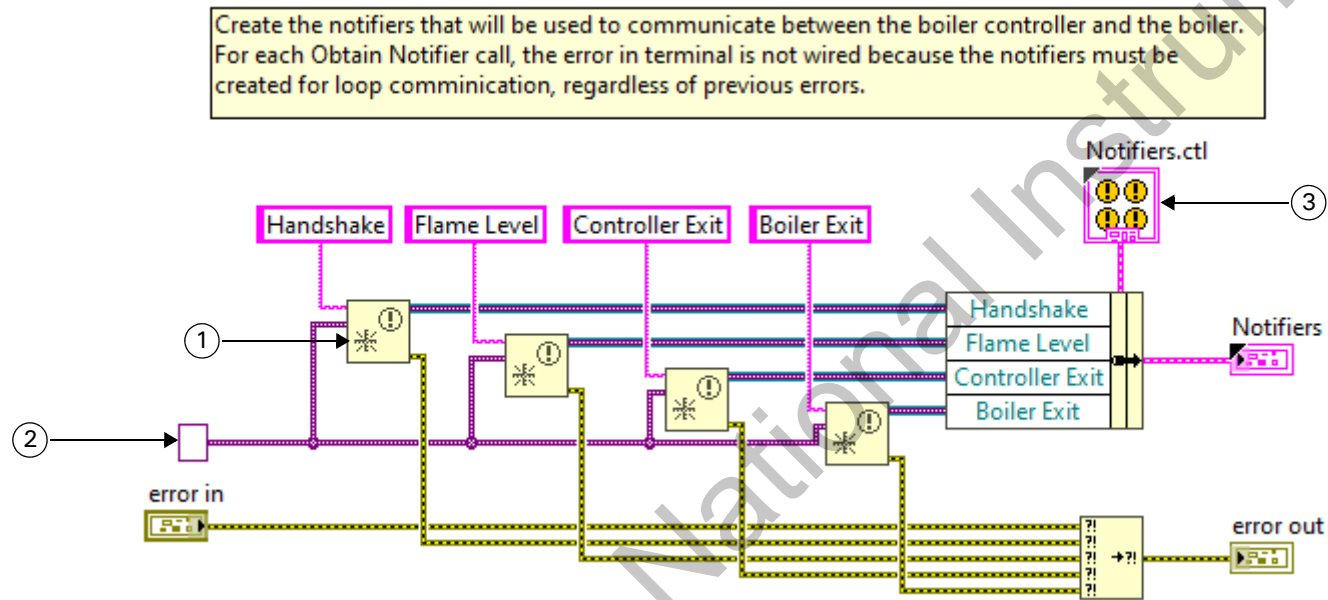 Create the notifiers that will be used to communicate between the boiler controller and the boiler.
For each Obtain Notifier call, the error in terminal is not wired because the notifiers must be
created for loop comminication, regardless of previous errors.
Notifiers.ctl
3
Handshake
Flame Level
Controller Exit
Boiler Exit
1
Handshake
Flame Level
Controller Exit
Boiler Exit
Notifiers
2
error in
error out
?!
?!
?!
?!
?!
?!
National Instru